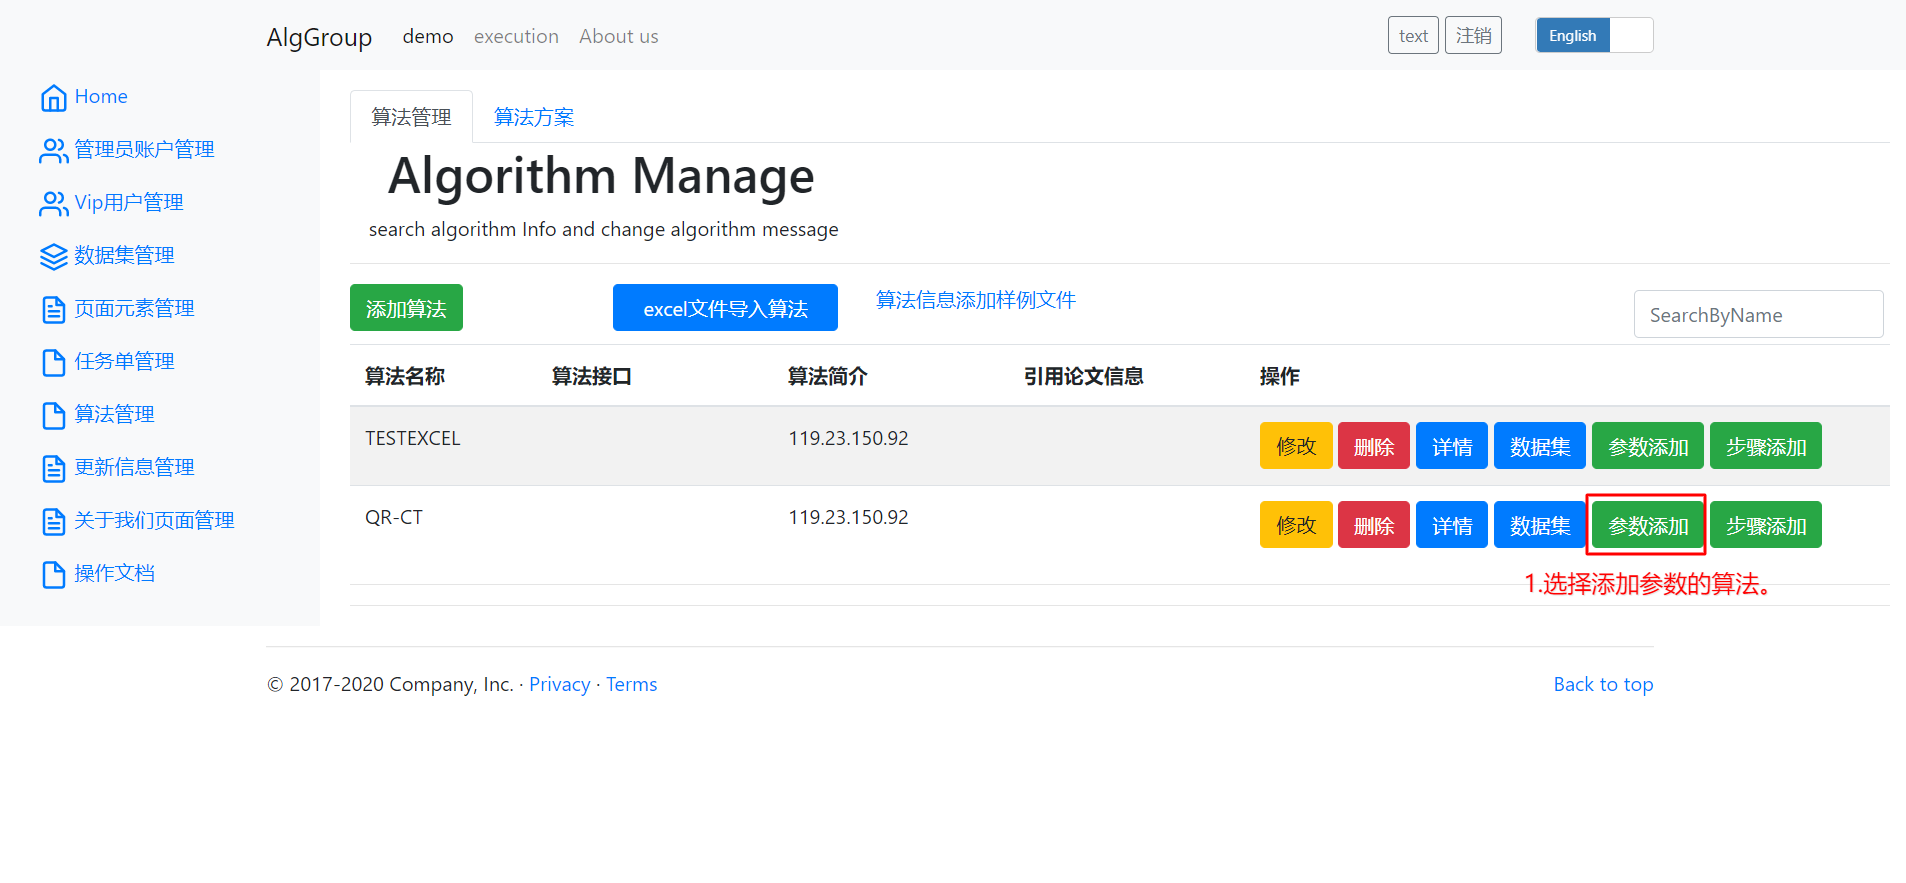 AlgGroup demo execution About us text 注销 English
Home
管理员账户管理
Vip用户管理
数据集管理
页面元素管理
任务单管理
算法管理
更新信息管理
关于我们页面管理
操作文档
算法管理 算法方案
Algorithm Manage
search algorithm Info and change algorithm message
添加算法 excel文件导入算法 算法信息添加样例文件 SearchByName
算法名称 算法接口 算法简介 引用论文信息 操作
TESTEXCEL 119.23.150.92 修改 删除 详情 数据集 参数添加 步骤添加
QR-CT 119.23.150.92 修改 删除 详情 数据集 参数添加 步骤添加
1.选择添加参数的算法。
© 2017-2020 Company, Inc. · Privacy · Terms Back to top